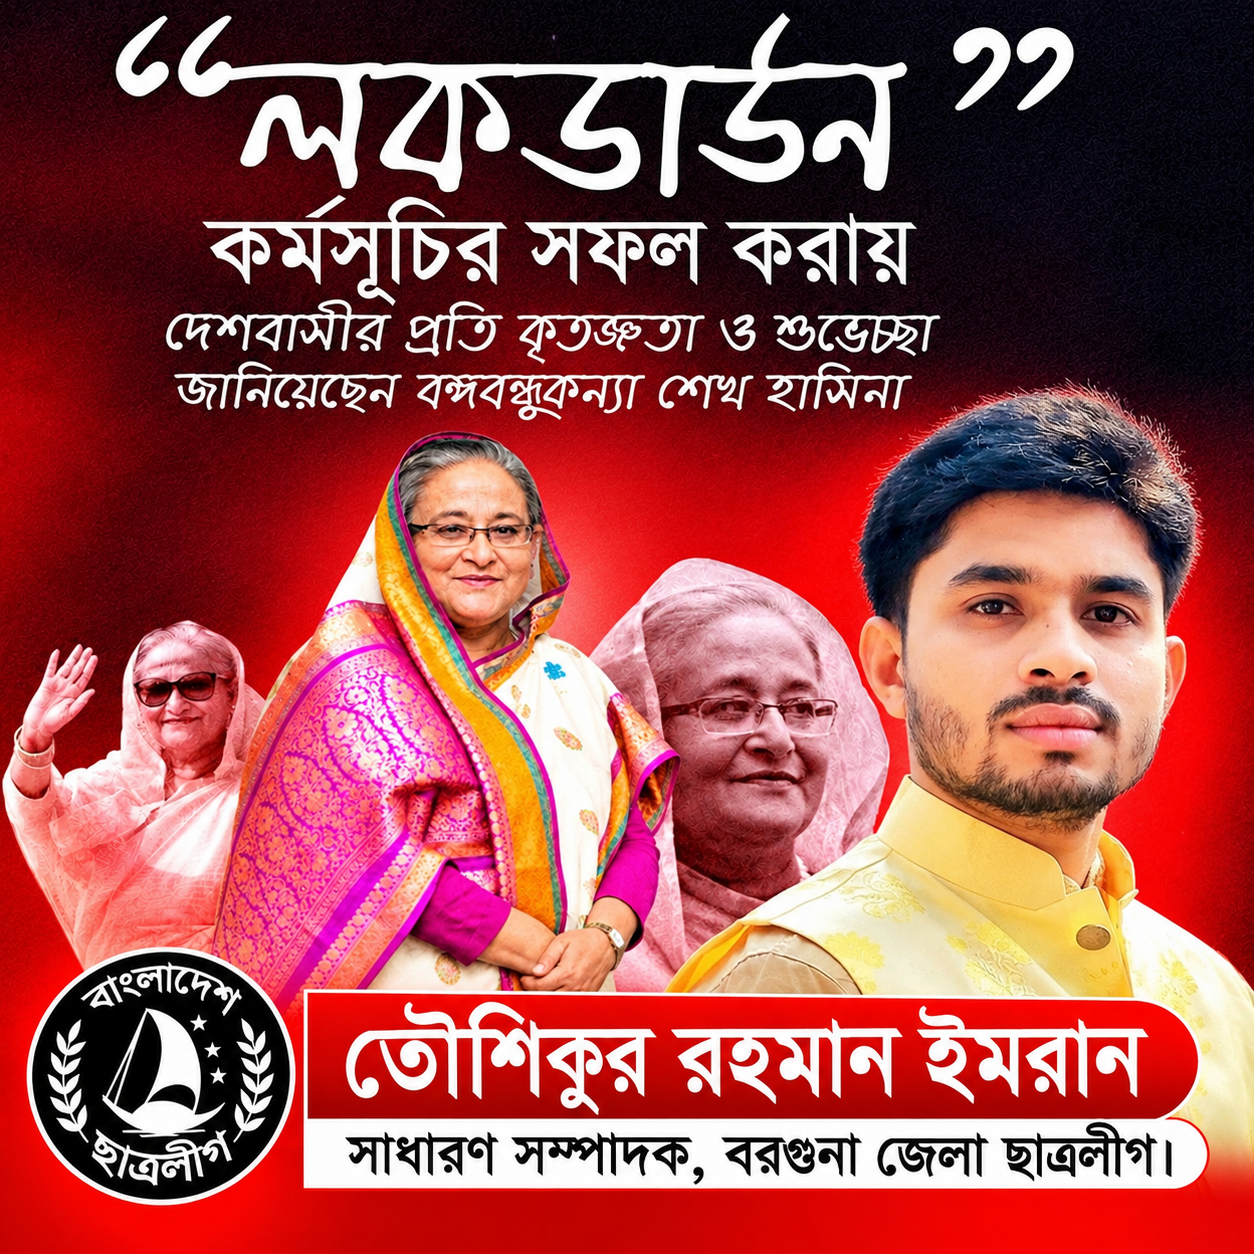 “লকডাউন”
কর্মসূচির সফল করায়
দেশবাসীর প্রতি কৃতজ্ঞতা ও শুভেচ্ছা
জানিয়েছেন বঙ্গবন্ধুকন্যা শেখ হাসিনা
বাংলাদেশ
ছাত্রলীগ
তৌশিকুর রহমান ইমরান
সাধারণ সম্পাদক, বরগুনা জেলা ছাত্রলীগ।